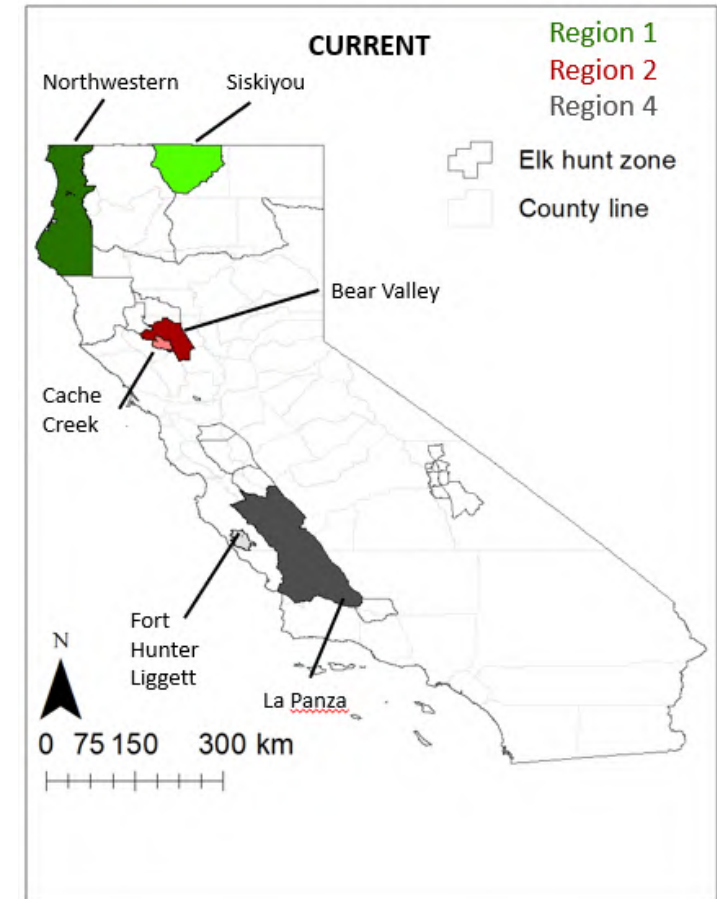 CURRENT
Region 1
Region 2
Region 4
Northwestern
Siskiyou
Elk hunt zone
County line
Bear Valley
Cache
Creek
Fort
Hunter
Liggett
La Panza
N
0 75 150 300 km